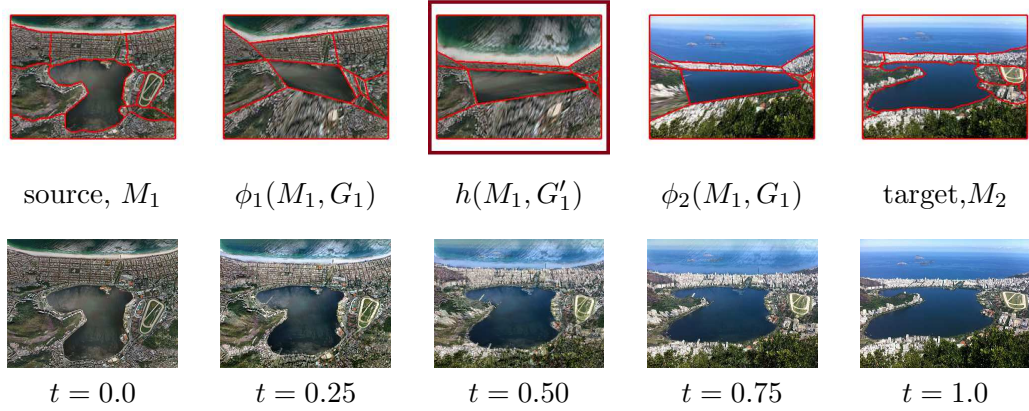 source, M₁ ϕ₁(M₁, G₁) h(M₁, G′₁) ϕ₂(M₁, G₁) target,M₂
t = 0.0 t = 0.25 t = 0.50 t = 0.75 t = 1.0